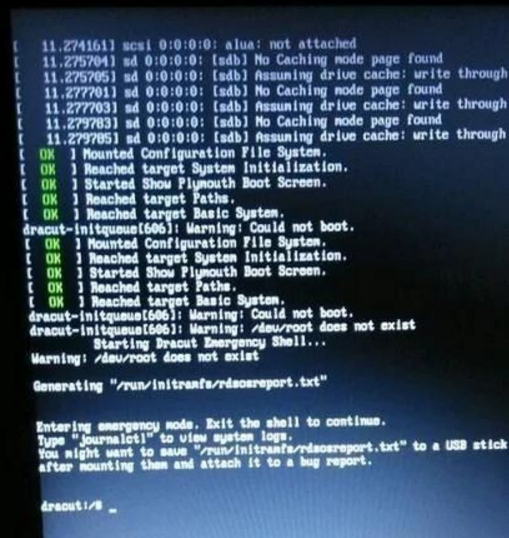 [ 11.274161] scsi 0:0:0:0: alua: not attached
[ 11.275704] sd 0:0:0:0: [sdb] No Caching mode page found
[ 11.275705] sd 0:0:0:0: [sdb] Assuming drive cache: write through
[ 11.277701] sd 0:0:0:0: [sdb] No Caching mode page found
[ 11.277703] sd 0:0:0:0: [sdb] Assuming drive cache: write through
[ 11.279783] sd 0:0:0:0: [sdb] No Caching mode page found
[ 11.279785] sd 0:0:0:0: [sdb] Assuming drive cache: write through
[ OK ] Mounted Configuration File System.
[ OK ] Reached target System Initialization.
[ OK ] Started Show Plymouth Boot Screen.
[ OK ] Reached target Paths.
[ OK ] Reached target Basic System.
dracut-initqueue[606]: Warning: Could not boot.
[ OK ] Mounted Configuration File System.
[ OK ] Reached target System Initialization.
[ OK ] Started Show Plymouth Boot Screen.
[ OK ] Reached target Paths.
[ OK ] Reached target Basic System.
dracut-initqueue[606]: Warning: Could not boot.
dracut-initqueue[606]: Warning: /dev/root does not exist
Starting Dracut Emergency Shell...
Warning: /dev/root does not exist
Generating "/run/initramfs/rdsosreport.txt"
Entering emergency mode. Exit the shell to continue.
Type "journalctl" to view system logs.
You might want to save "/run/initramfs/rdsosreport.txt" to a USB stick
after mounting them and attach it to a bug report.
dracut:/# _